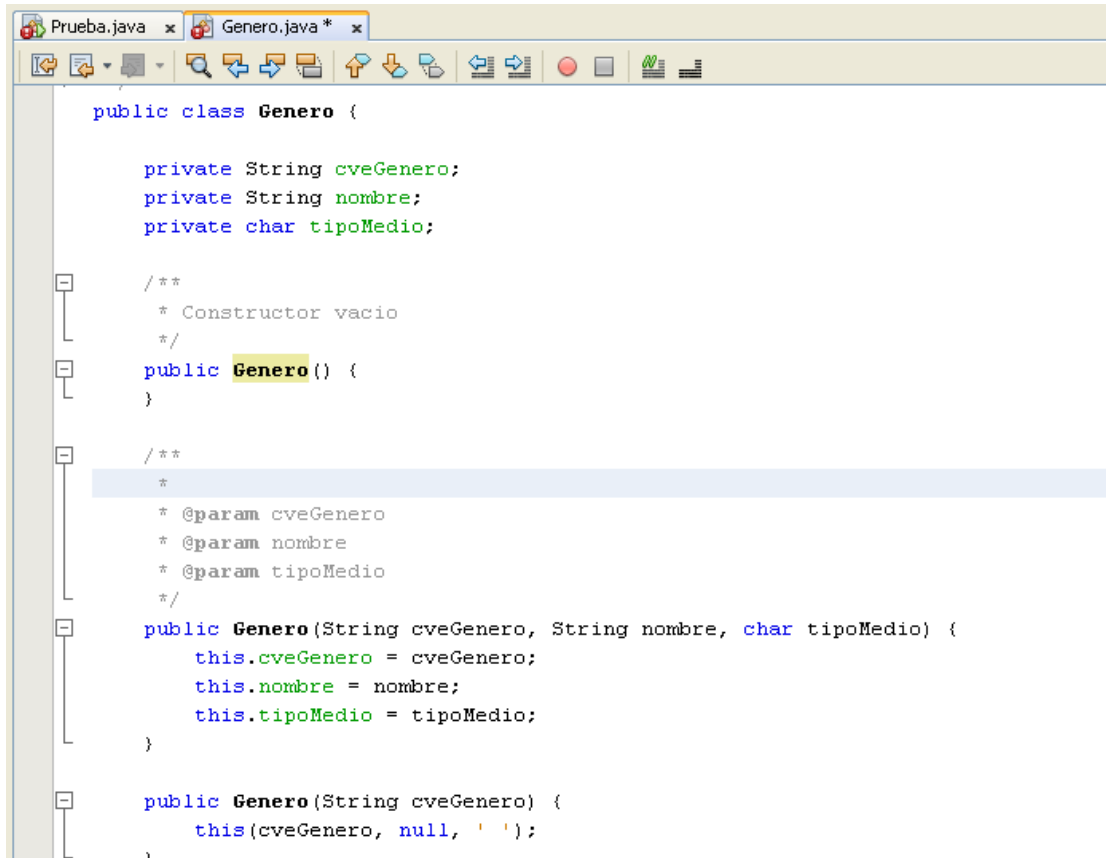 Prueba.java x Genero.java * x
public class Genero {
private String cveGenero;
private String nombre;
private char tipoMedio;
/**
* Constructor vacio
*/
public Genero() {
}
/**
*
* @param cveGenero
* @param nombre
* @param tipoMedio
*/
public Genero(String cveGenero, String nombre, char tipoMedio) {
this.cveGenero = cveGenero;
this.nombre = nombre;
this.tipoMedio = tipoMedio;
}
public Genero(String cveGenero) {
this(cveGenero, null, ' ');
}